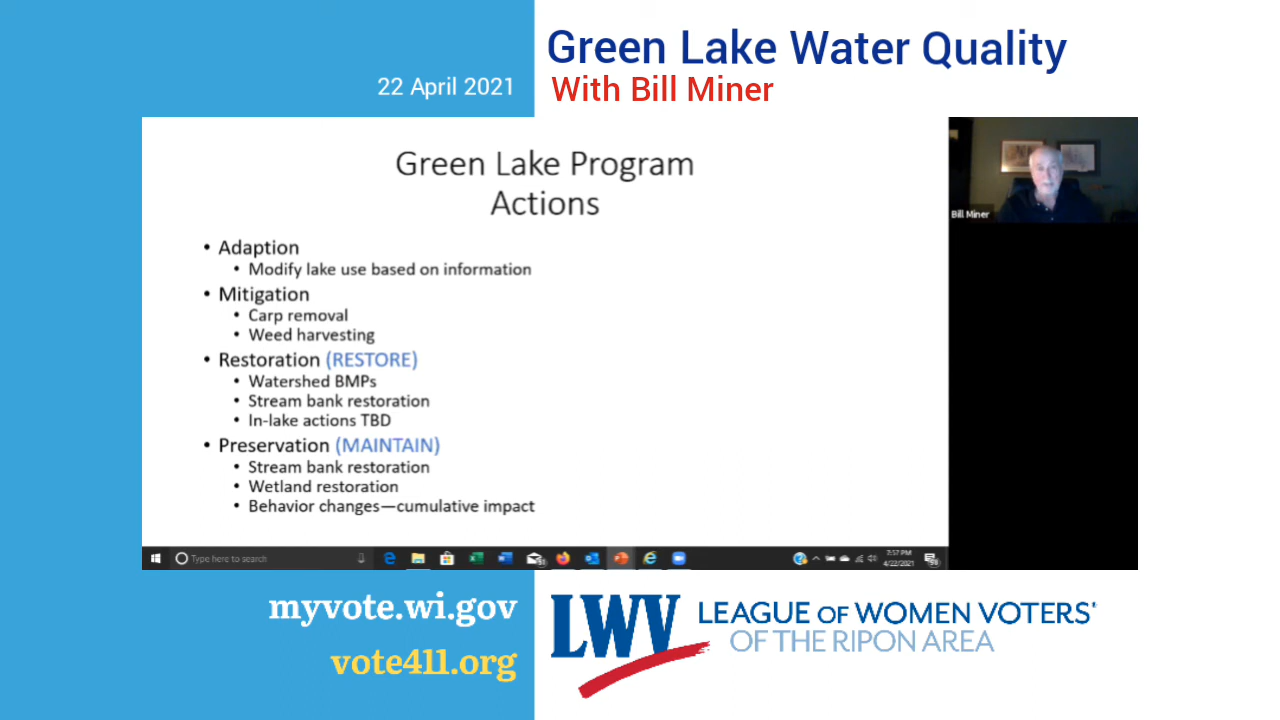 22 April 2021
Green Lake Water Quality
With Bill Miner
Green Lake Program
Actions
• Adaption
• Modify lake use based on information
• Mitigation
• Carp removal
• Weed harvesting
• Restoration (RESTORE)
• Watershed BMPs
• Stream bank restoration
• In-lake actions TBD
• Preservation (MAINTAIN)
• Stream bank restoration
• Wetland restoration
• Behavior changes—cumulative impact
Bill Miner
Type here to search
7:57 PM
4/22/2021
myvote.wi.gov
vote411.org
LWV
LEAGUE OF WOMEN VOTERS'
OF THE RIPON AREA